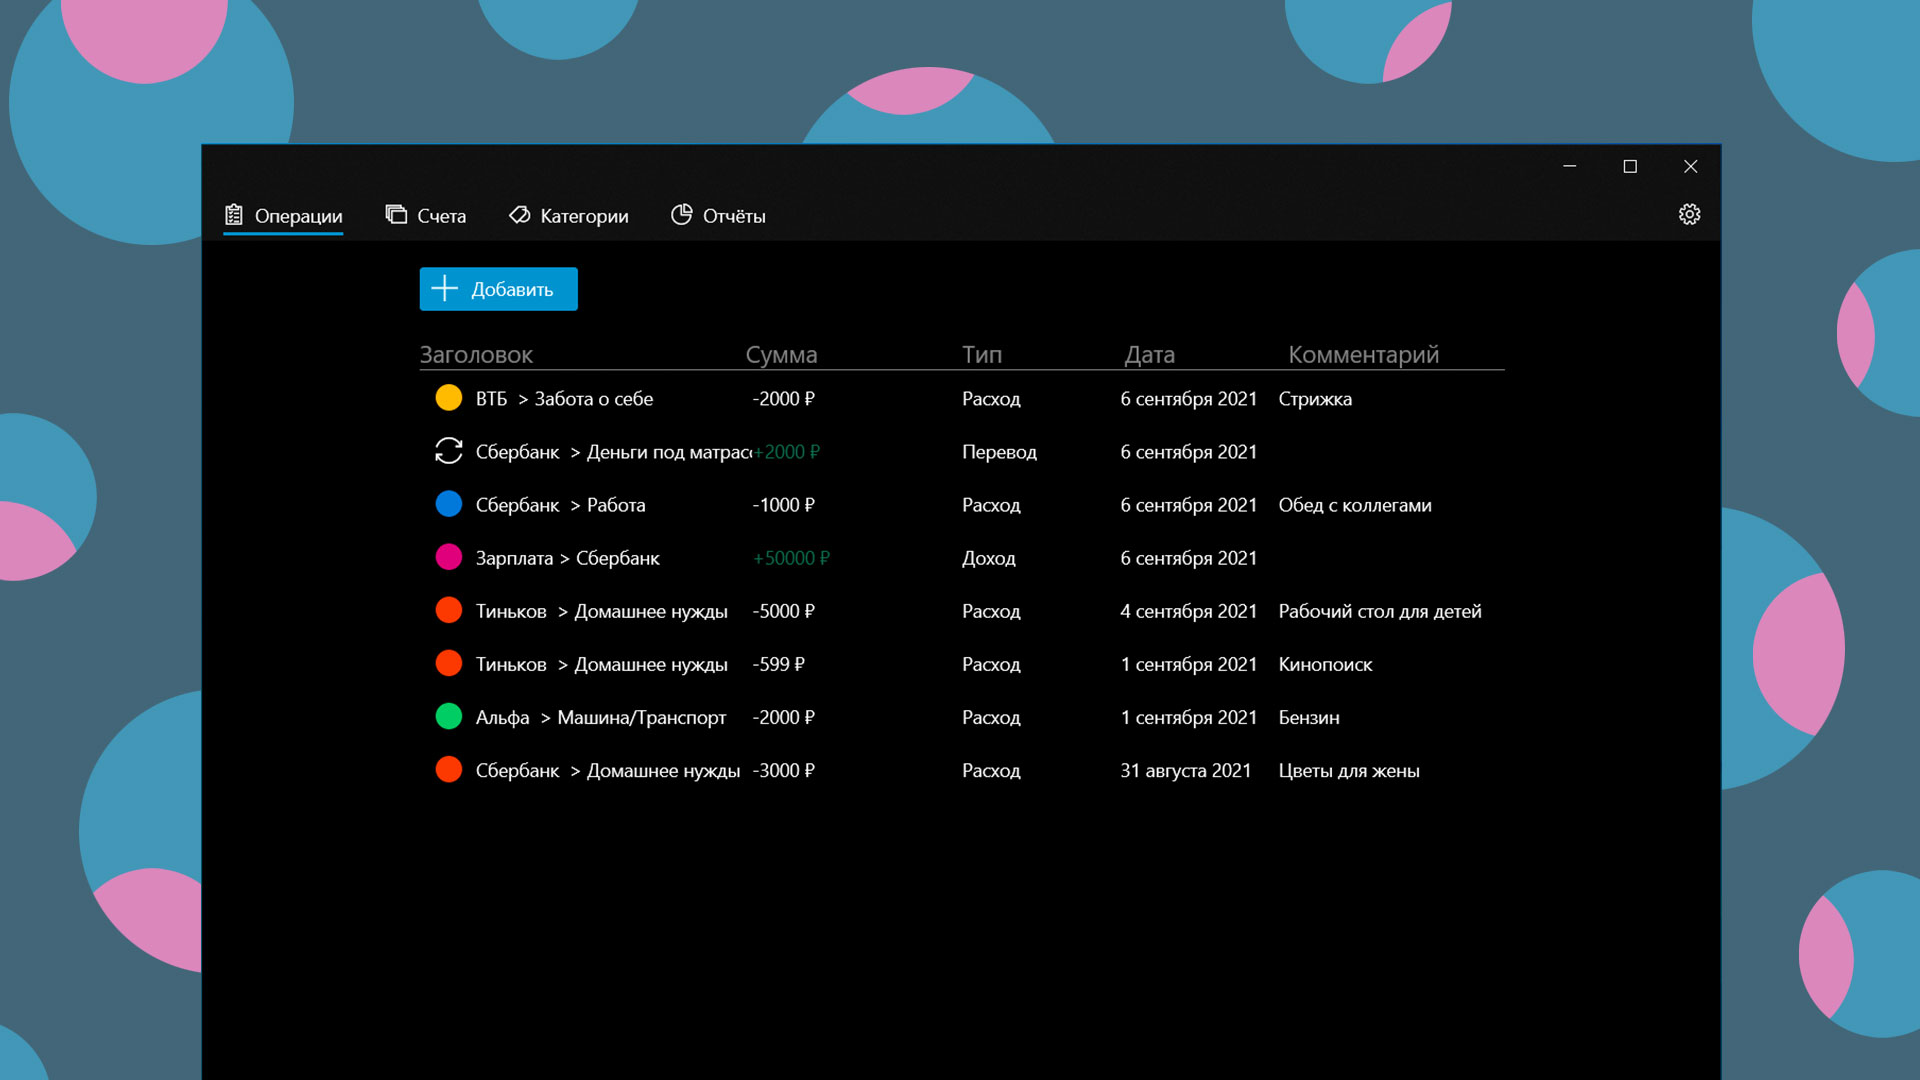 Операции Счета Категории Отчёты
Добавить
Заголовок Сумма Тип Дата Комментарий
ВТБ > Забота о себе -2000 ₽ Расход 6 сентября 2021 Стрижка
Сбербанк > Деньги под матрас +2000 ₽ Перевод 6 сентября 2021
Сбербанк > Работа -1000 ₽ Расход 6 сентября 2021 Обед с коллегами
Зарплата > Сбербанк +50000 ₽ Доход 6 сентября 2021
Тиньков > Домашнее нужды -5000 ₽ Расход 4 сентября 2021 Рабочий стол для детей
Тиньков > Домашнее нужды -599 ₽ Расход 1 сентября 2021 Кинопоиск
Альфа > Машина/Транспорт -2000 ₽ Расход 1 сентября 2021 Бензин
Сбербанк > Домашнее нужды -3000 ₽ Расход 31 августа 2021 Цветы для жены